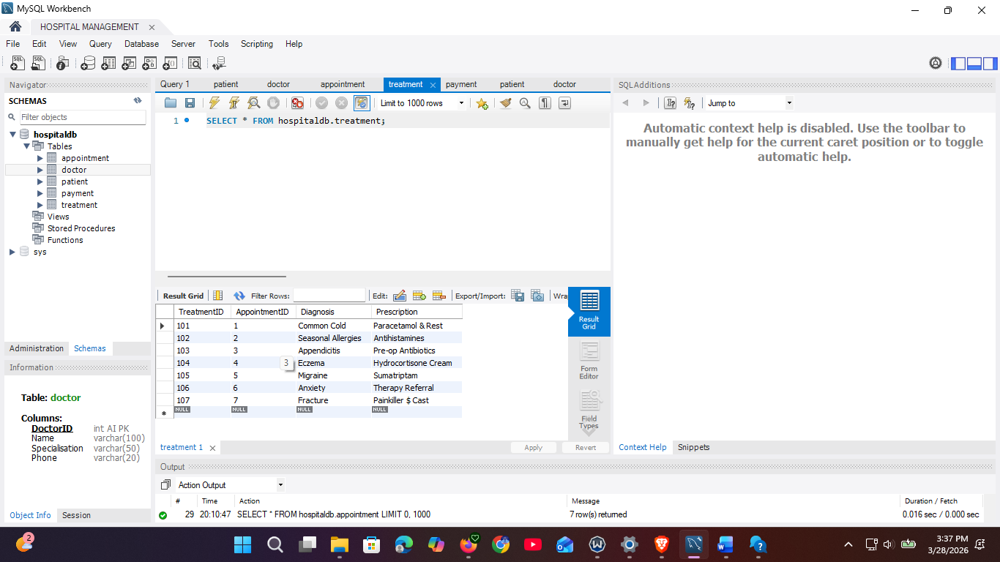 MySQL Workbench
HOSPITAL MANAGEMENT
File Edit View Query Database Server Tools Scripting Help
Navigator
SCHEMAS
Filter objects
hospitaldb
Tables
appointment
doctor
patient
payment
treatment
Views
Stored Procedures
Functions
sys
Administration Schemas
Information
Table: doctor
Columns:
DoctorID int AI PK
Name varchar(100)
Specialisation varchar(50)
Phone varchar(20)
Object Info Session
Query 1 patient doctor appointment treatment payment patient doctor
Limit to 1000 rows
1 SELECT * FROM hospitaldb.treatment;
Result Grid Filter Rows: Edit: Export/Import: Wra
TreatmentID AppointmentID Diagnosis Prescription
101 1 Common Cold Paracetamol & Rest
102 2 Seasonal Allergies Antihistamines
103 3 Appendicitis Pre-op Antibiotics
104 4 Eczema Hydrocortisone Cream
3
105 5 Migraine Sumatriptam
106 6 Anxiety Therapy Referral
107 7 Fracture Painkiller $ Cast
NULL NULL NULL NULL
Result
Grid
Form
Editor
Field
Types
treatment 1 Apply Revert
SQL Additions
Jump to
Automatic context help is disabled. Use the toolbar to
manually get help for the current caret position or to toggle
automatic help.
Context Help Snippets
Output
Action Output
# Time Action Message Duration / Fetch
29 20:10:47 SELECT * FROM hospitaldb.appointment LIMIT 0, 1000 7 row(s) returned 0.016 sec / 0.000 sec
2
3:37 PM
3/28/2026